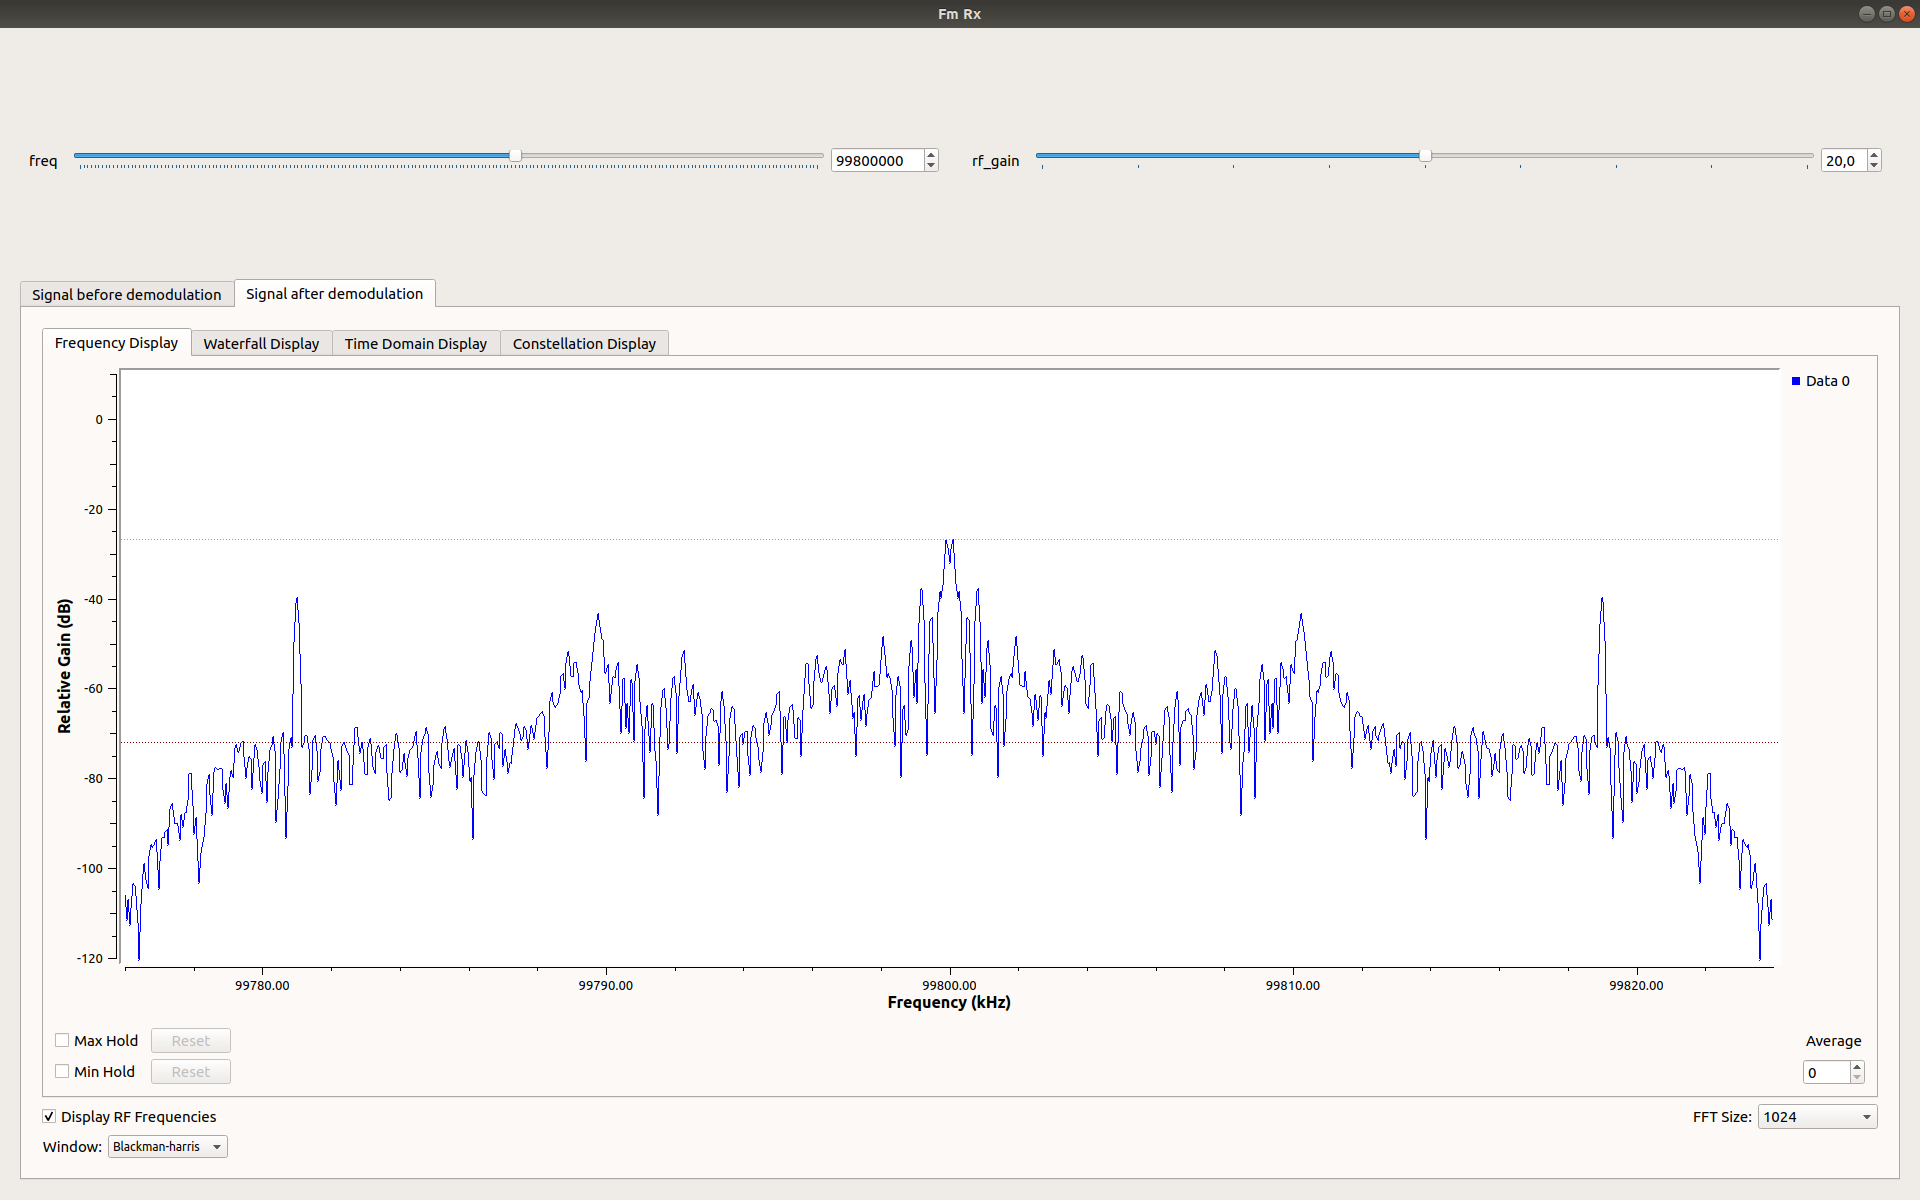 Fm Rx
freq 99800000 rf_gain 20,0
Signal before demodulation Signal after demodulation
Frequency Display Waterfall Display Time Domain Display Constellation Display
Data 0
0
-20
-40
-60
-80
-100
-120
Relative Gain (dB)
99780.00 99790.00 99800.00 99810.00 99820.00
Frequency (kHz)
Max Hold Reset Average
Min Hold Reset 0
Display RF Frequencies FFT Size: 1024
Window: Blackman-harris